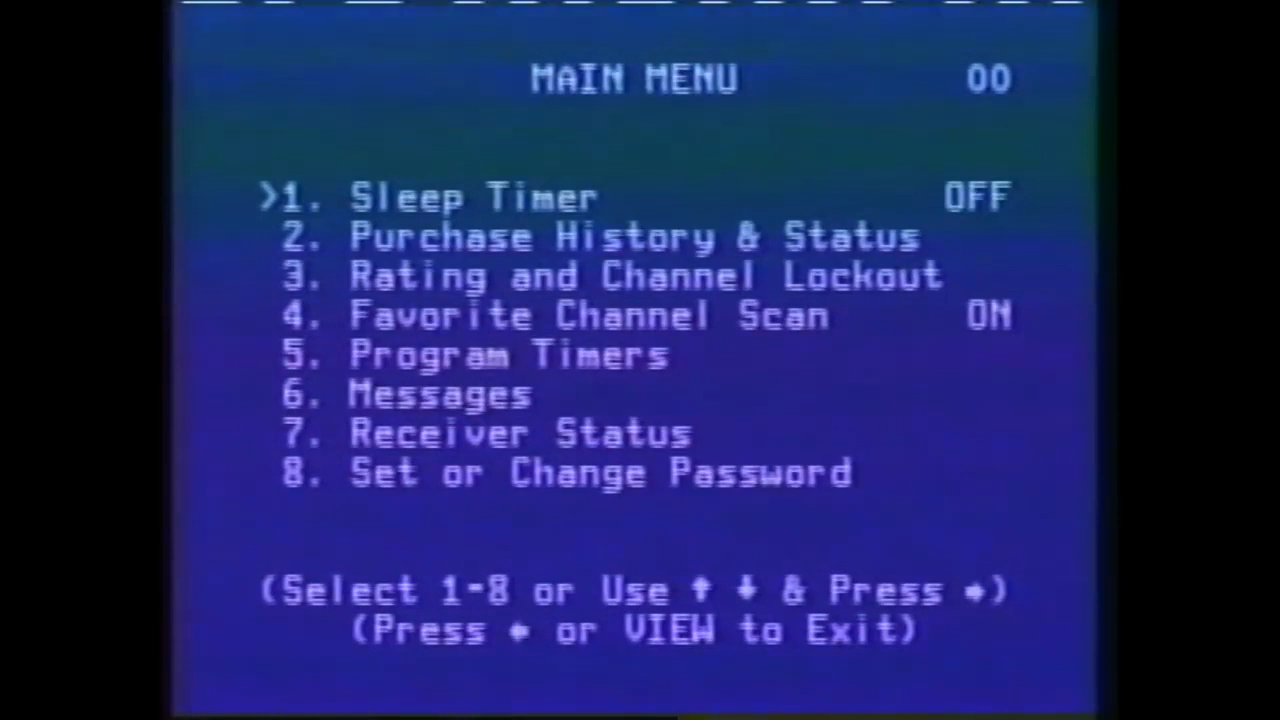 MAIN MENU 00
>1. Sleep Timer OFF
2. Purchase History & Status
3. Rating and Channel Lockout
4. Favorite Channel Scan ON
5. Program Timers
6. Messages
7. Receiver Status
8. Set or Change Password
(Select 1-8 or Use ↑ ↓ & Press →)
(Press ← or VIEW to Exit)